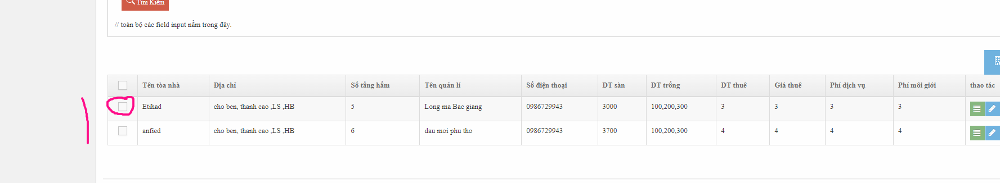 Tìm Kiếm
// toàn bộ các field input nằm trong đây.
Tên tòa nhà Địa chỉ Số tầng hầm Tên quản lí Số điện thoại DT sàn DT trống DT thuê Giá thuê Phí dịch vụ Phí môi giới thao tác
Etihad cho ben, thanh cao ,LS ,HB 5 Long ma Bac giang 0986729943 3000 100,200,300 3 3 3 3
anfied cho ben, thanh cao ,LS ,HB 6 dau moi phu tho 0986729943 3700 100,200,300 4 4 4 4